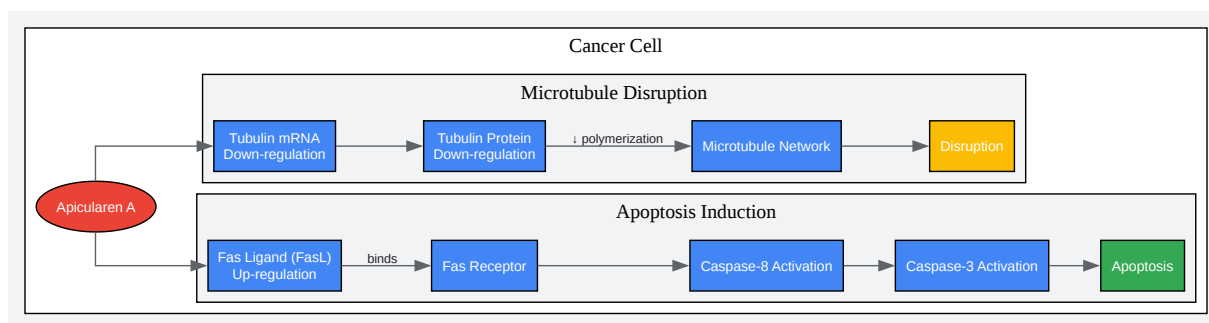 Cancer Cell
Microtubule Disruption
Tubulin mRNA
Down-regulation
Tubulin Protein
Down-regulation
↓ polymerization
Microtubule Network
Disruption
Apicularen A
Apoptosis Induction
Fas Ligand (FasL)
Up-regulation
binds
Fas Receptor
Caspase-8 Activation
Caspase-3 Activation
Apoptosis